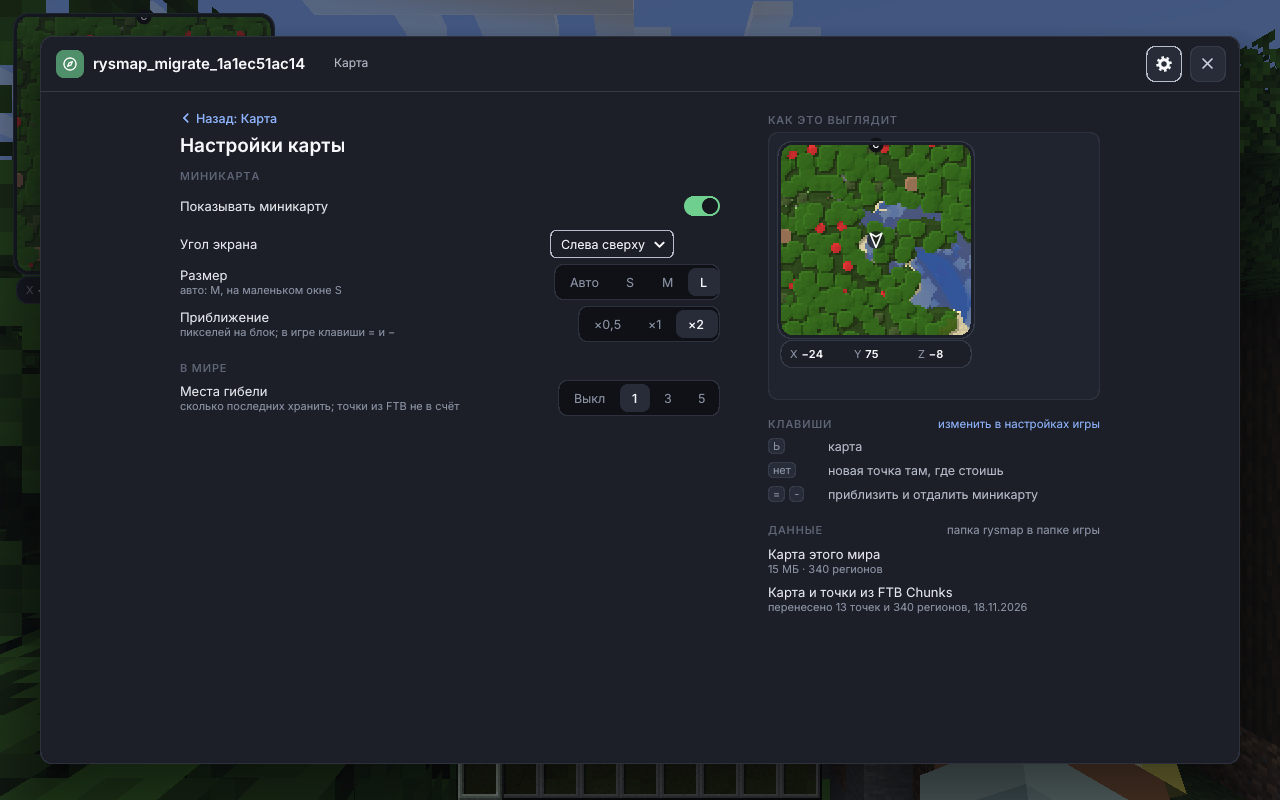 rysmap_migrate_1a1ec51ac14
Карта
Назад: Карта
Настройки карты
МИНИКАРТА
Показывать миникарту
Угол экрана
Слева сверху
Размер
авто: M, на маленьком окне S
Авто S M L
Приближение
пикселей на блок; в игре клавиши = и −
×0,5 ×1 ×2
В МИРЕ
Места гибели
сколько последних хранить; точки из FTB не в счёт
Выкл 1 3 5
КАК ЭТО ВЫГЛЯДИТ
С
X −24 Y 75 Z −8
КЛАВИШИ
изменить в настройках игры
Ь карта
нет новая точка там, где стоишь
= - приблизить и отдалить миникарту
ДАННЫЕ
папка rysmap в папке игры
Карта этого мира
15 МБ · 340 регионов
Карта и точки из FTB Chunks
перенесено 13 точек и 340 регионов, 18.11.2026
X